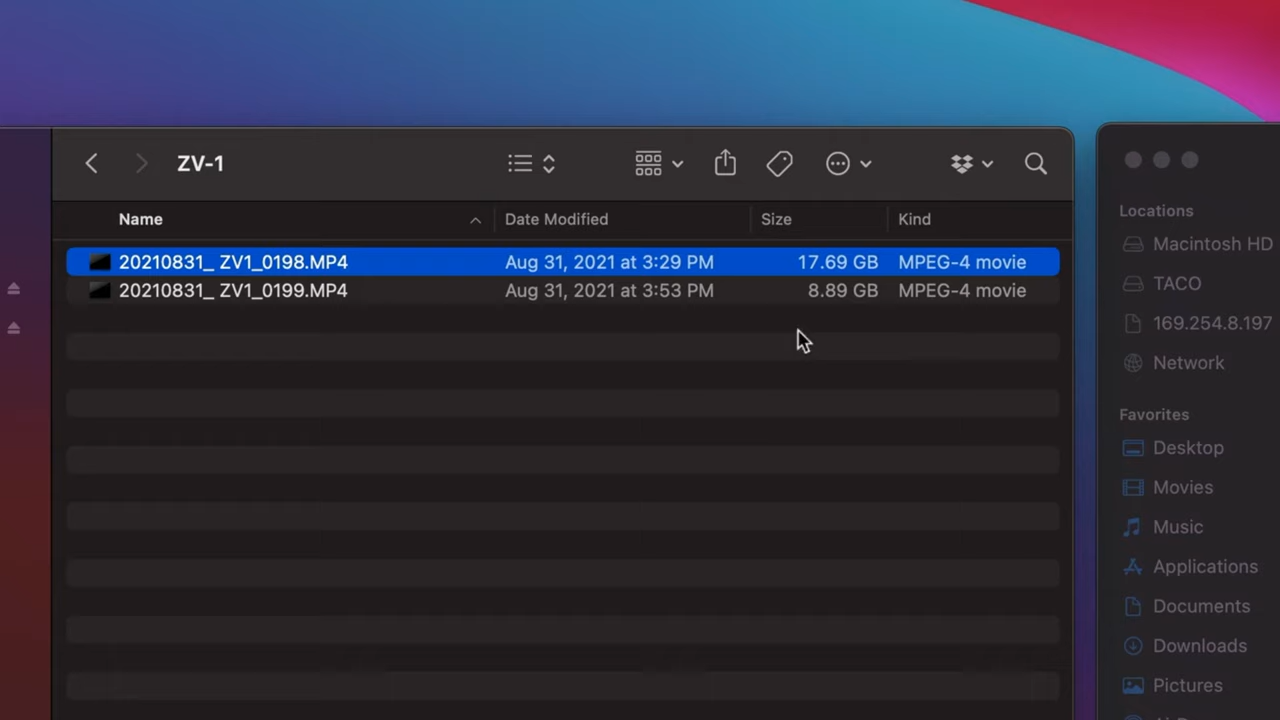 ZV-1
Name Date Modified Size Kind
20210831_ ZV1_0198.MP4 Aug 31, 2021 at 3:29 PM 17.69 GB MPEG-4 movie
20210831_ ZV1_0199.MP4 Aug 31, 2021 at 3:53 PM 8.89 GB MPEG-4 movie
Locations
Macintosh HD
TACO
169.254.8.197
Network
Favorites
Desktop
Movies
Music
Applications
Documents
Downloads
Pictures